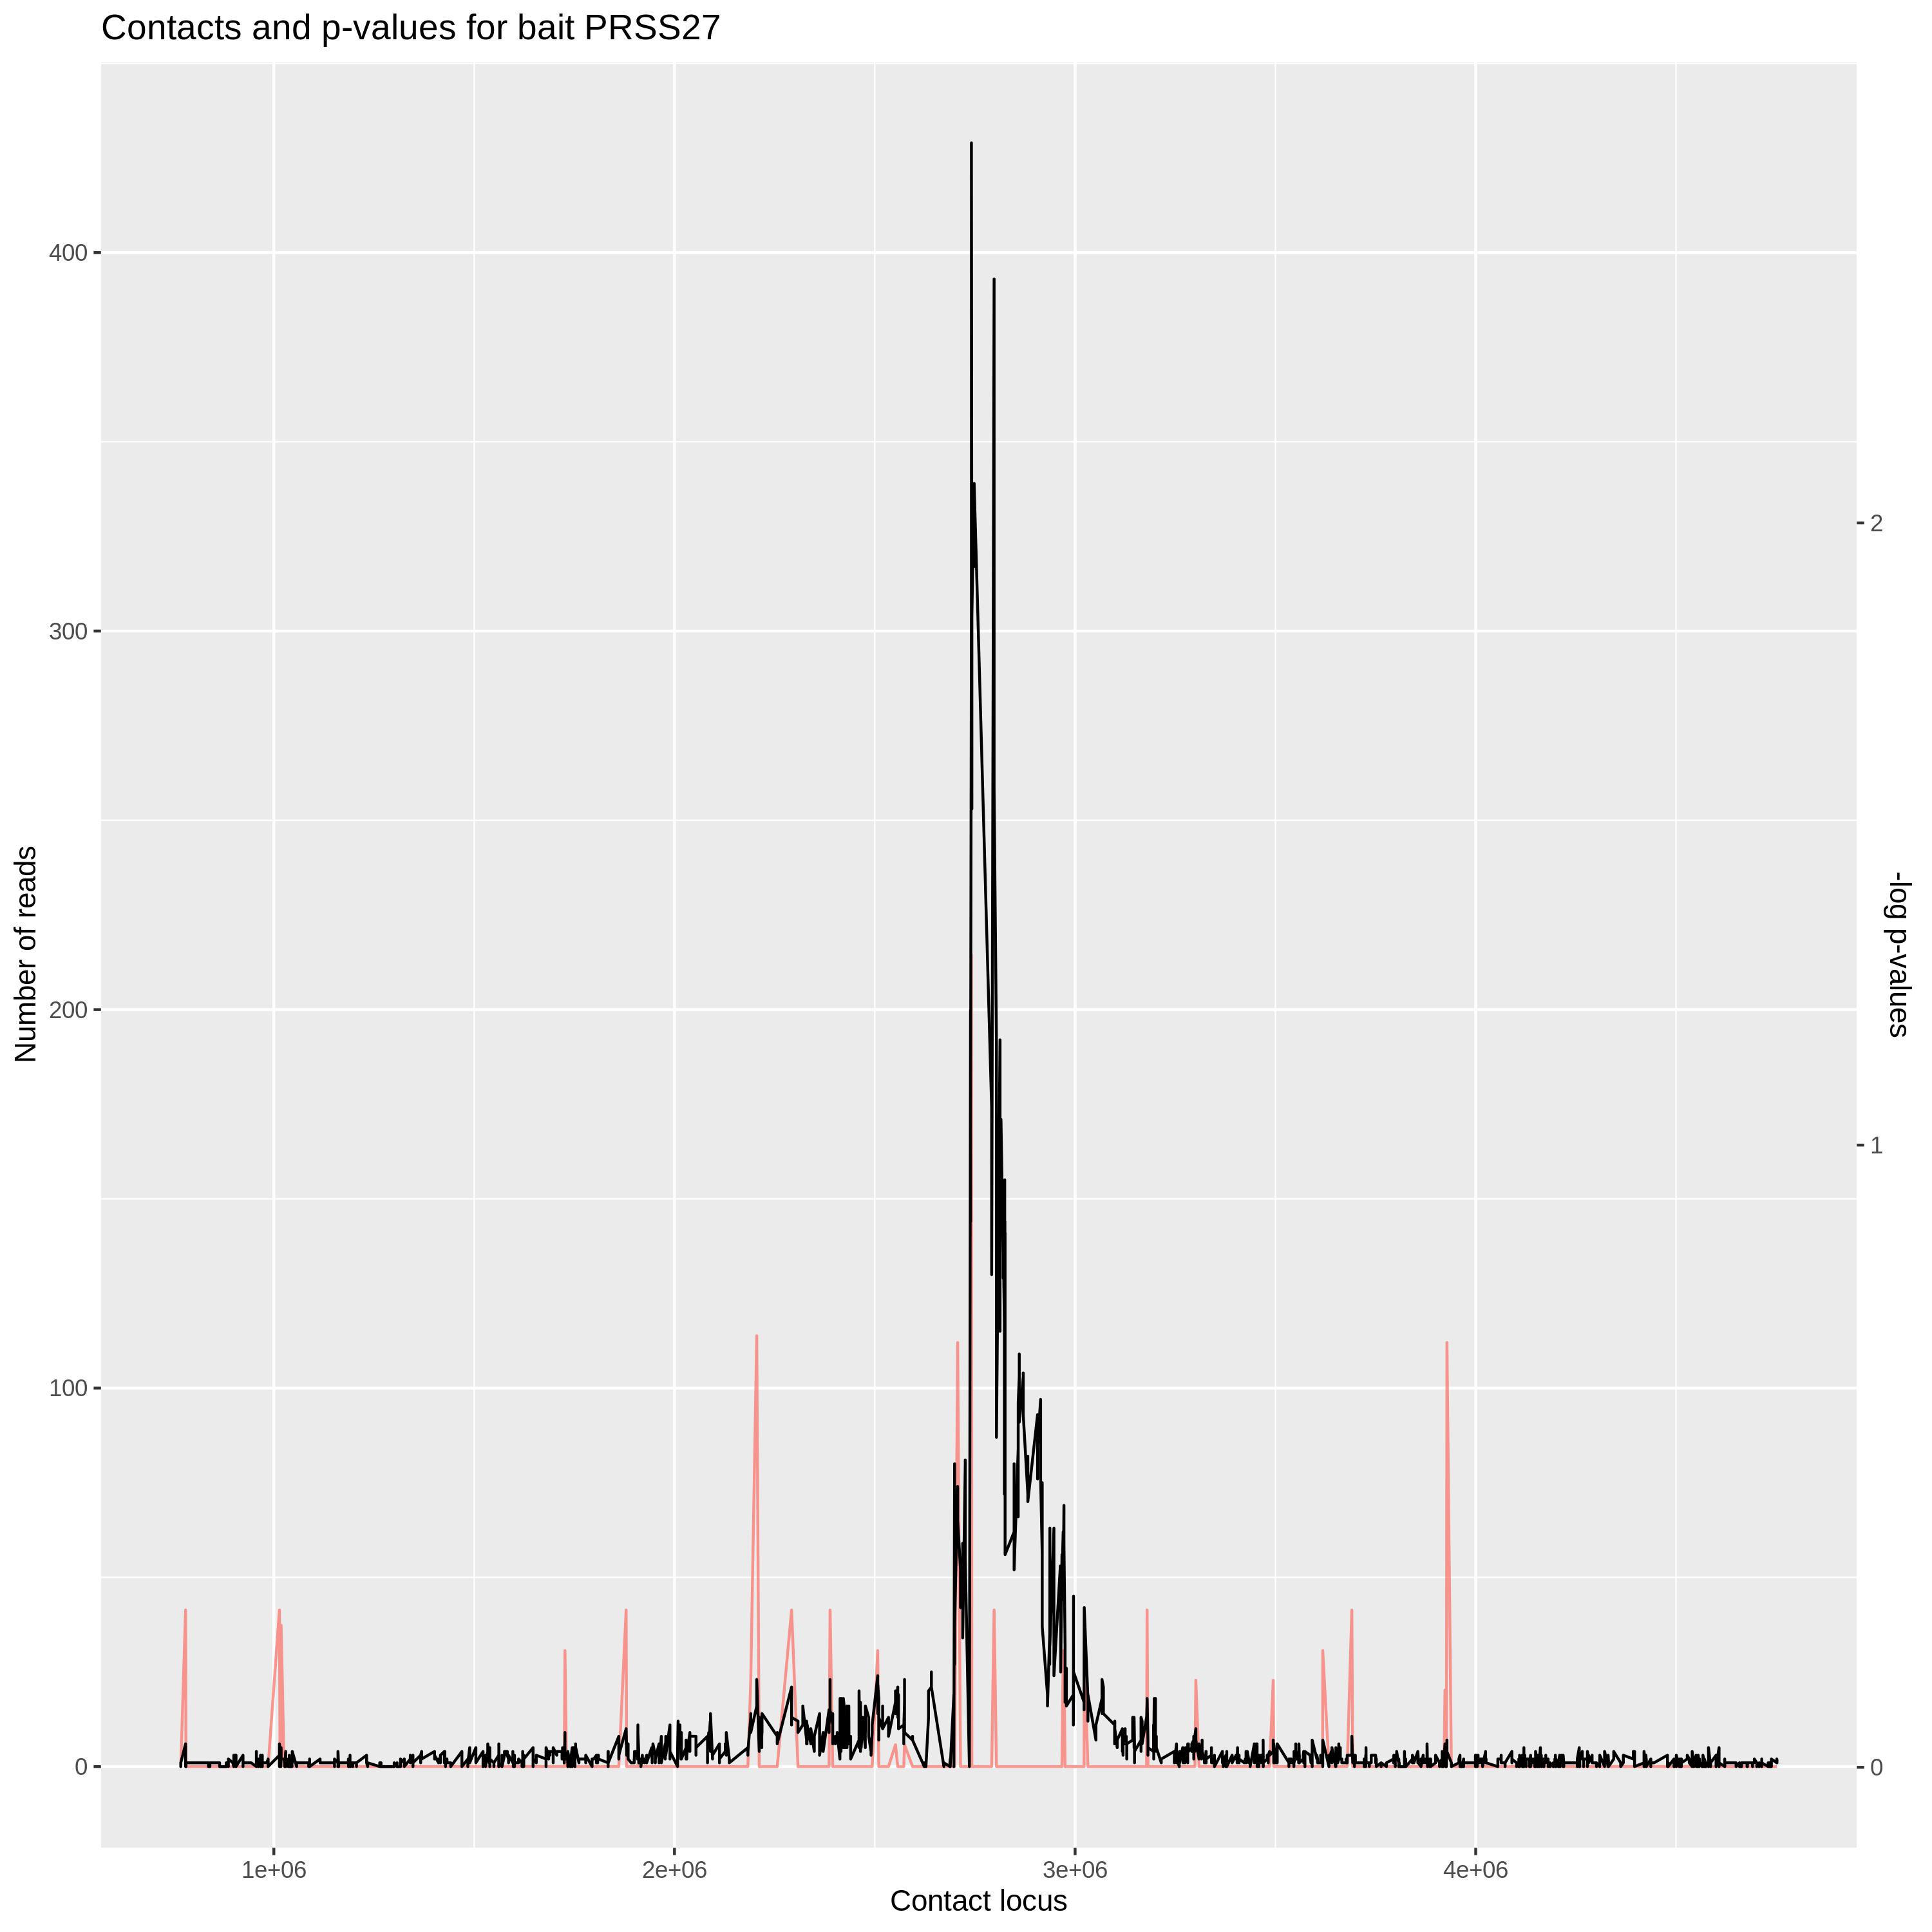 Contacts and p-values for bait PRSS27
400
300
200
100
0
Number of reads
2
1
0
-log p-values
1e+06 2e+06 3e+06 4e+06
Contact locus